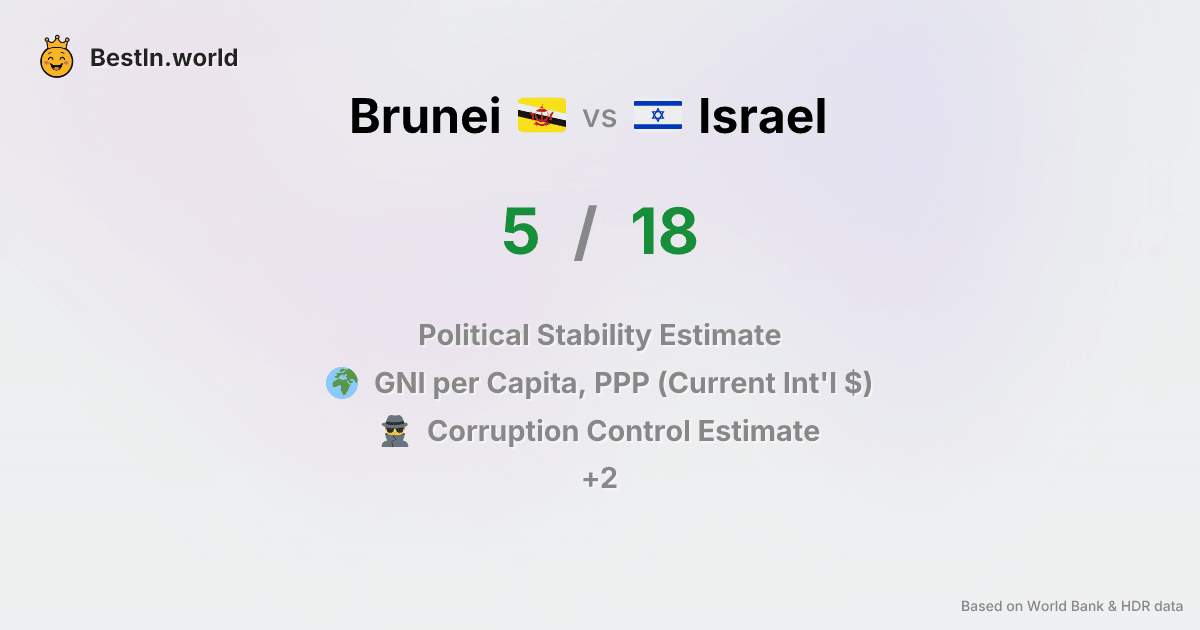 BestIn.world
Brunei vs Israel
5 / 18
Political Stability Estimate
GNI per Capita, PPP (Current Int'l $)
Corruption Control Estimate
+2
Based on World Bank & HDR data